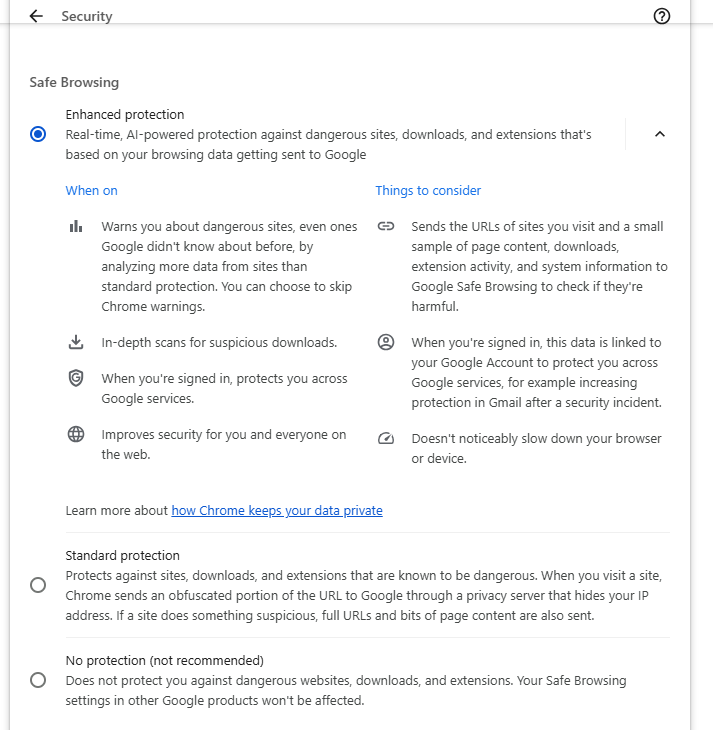 Security
Safe Browsing
Enhanced protection
Real-time, AI-powered protection against dangerous sites, downloads, and extensions that's
based on your browsing data getting sent to Google
When on
Warns you about dangerous sites, even ones
Google didn't know about before, by
analyzing more data from sites than
standard protection. You can choose to skip
Chrome warnings.
In-depth scans for suspicious downloads.
When you're signed in, protects you across
Google services.
Improves security for you and everyone on
the web.
Things to consider
Sends the URLs of sites you visit and a small
sample of page content, downloads,
extension activity, and system information to
Google Safe Browsing to check if they're
harmful.
When you're signed in, this data is linked to
your Google Account to protect you across
Google services, for example increasing
protection in Gmail after a security incident.
Doesn't noticeably slow down your browser
or device.
Learn more about how Chrome keeps your data private
Standard protection
Protects against sites, downloads, and extensions that are known to be dangerous. When you visit a site,
Chrome sends an obfuscated portion of the URL to Google through a privacy server that hides your IP
address. If a site does something suspicious, full URLs and bits of page content are also sent.
No protection (not recommended)
Does not protect you against dangerous websites, downloads, and extensions. Your Safe Browsing
settings in other Google products won't be affected.